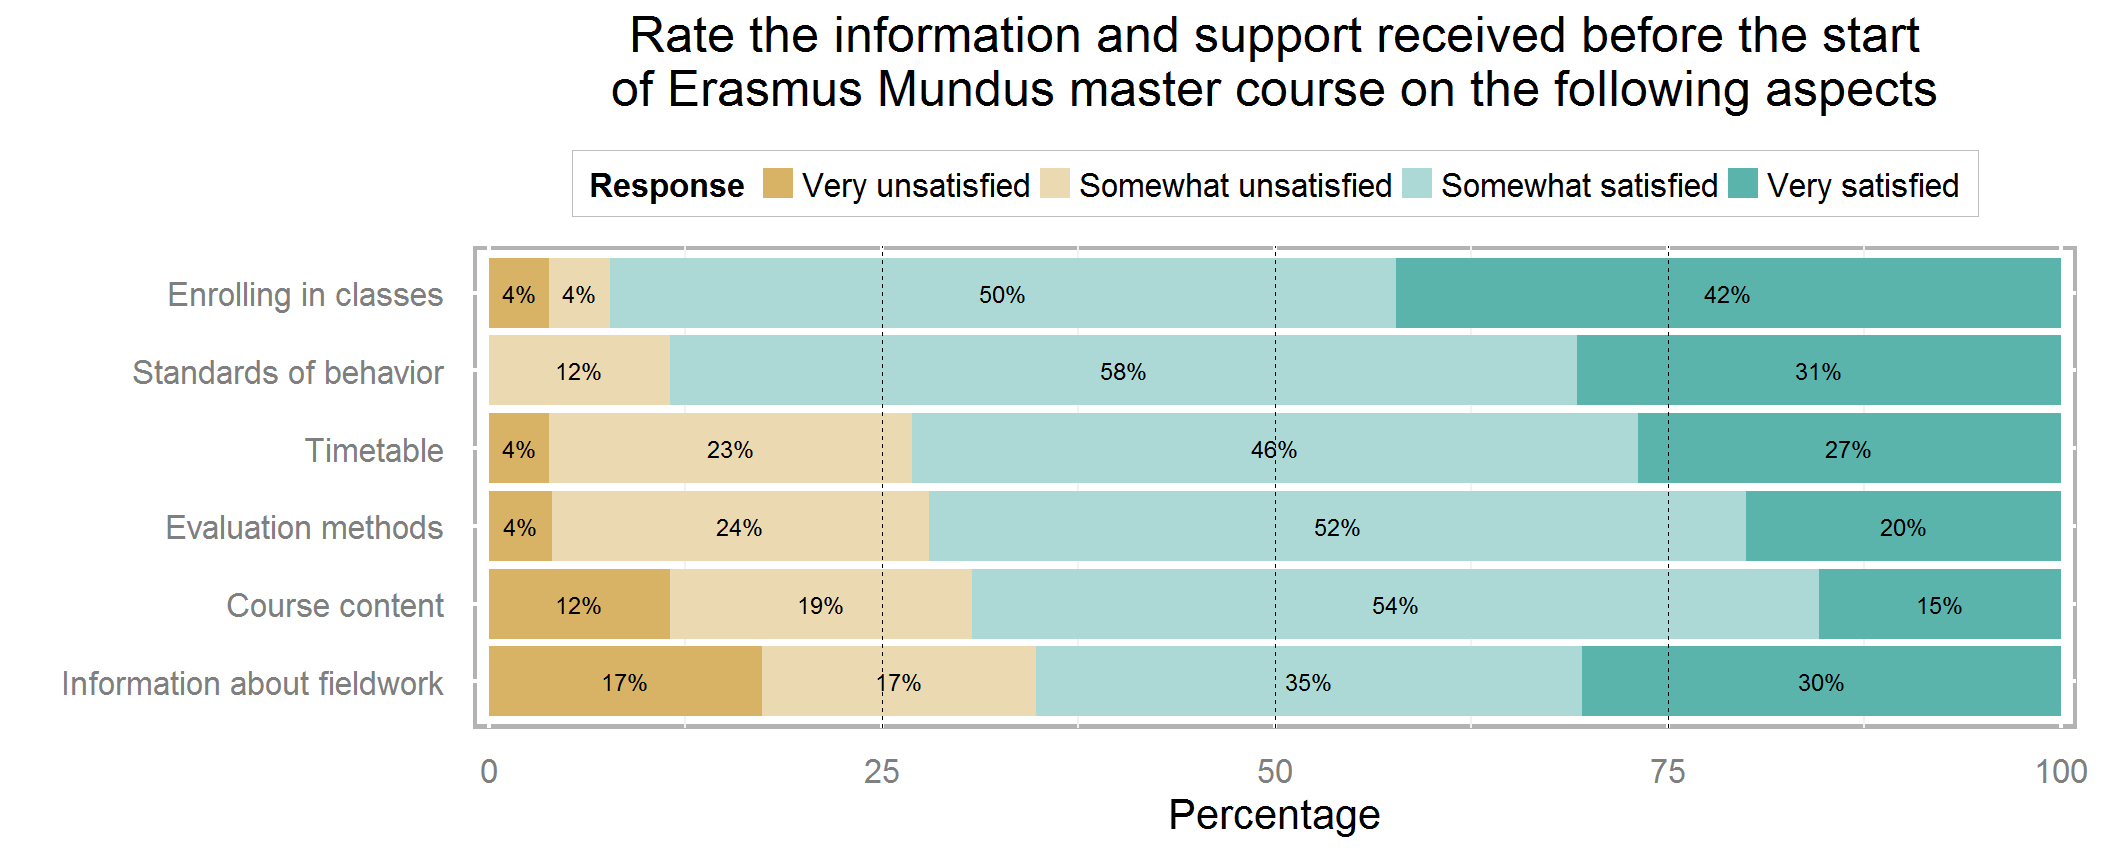 Rate the information and support received before the start
of Erasmus Mundus master course on the following aspects
Response Very unsatisfied Somewhat unsatisfied Somewhat satisfied Very satisfied
Enrolling in classes 4% 4% 50% 42%
Standards of behavior 12% 58% 31%
Timetable 4% 23% 46% 27%
Evaluation methods 4% 24% 52% 20%
Course content 12% 19% 54% 15%
Information about fieldwork 17% 17% 35% 30%
0 25 50 75 100
Percentage